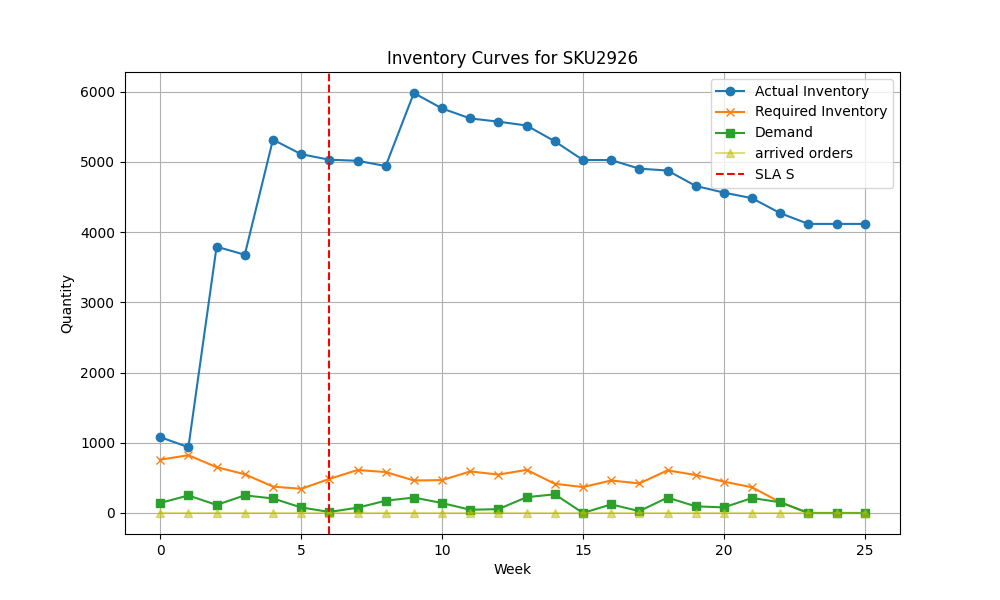 Inventory Curves for SKU2926
Quantity
6000
5000
4000
3000
2000
1000
0
Actual Inventory
Required Inventory
Demand
arrived orders
SLA S
0 5 10 15 20 25
Week